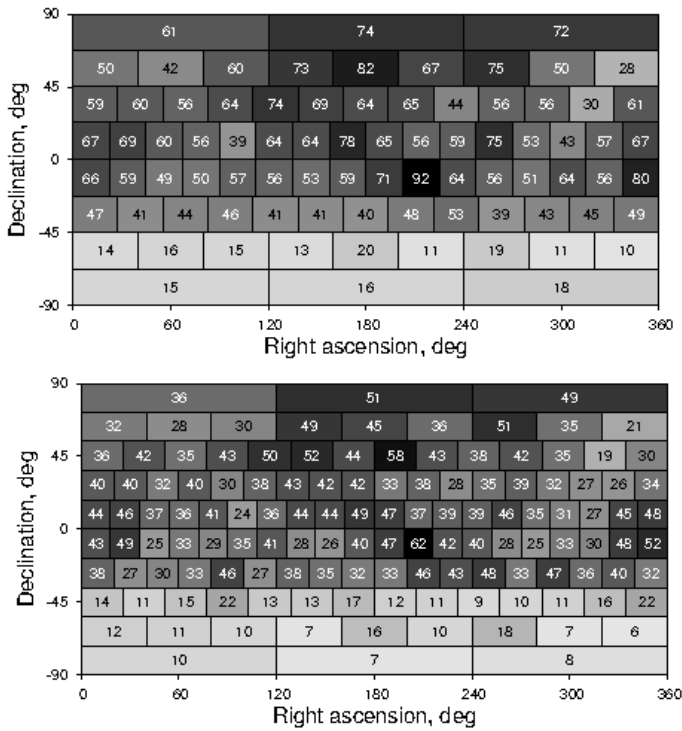 90
61 74 72
50 42 60 73 82 67 75 50 28
45
59 60 56 64 74 69 64 65 44 56 56 30 61
67 69 60 56 39 64 64 78 65 56 59 75 53 43 57 67
0
66 59 49 50 57 56 53 59 71 92 64 56 51 64 56 80
47 41 44 46 41 41 40 48 53 39 43 45 49
-45
14 16 15 13 20 11 19 11 10
15 16 18
-90
0 60 120 180 240 300 360
Right ascension, deg
Declination, deg
90
36 51 49
32 28 30 49 45 36 51 35 21
45
36 42 35 43 50 52 44 58 43 38 42 35 19 30
40 40 32 40 30 38 43 42 42 33 38 28 35 39 32 27 26 34
44 46 37 36 41 24 36 44 44 49 47 37 39 39 46 35 31 27 45 48
0
43 49 25 33 29 35 41 28 26 40 47 62 42 40 28 25 33 30 48 52
38 27 30 33 46 27 38 35 32 33 46 43 48 33 47 36 40 32
-45
14 11 15 22 13 13 17 12 11 9 10 11 16 22
12 11 10 7 16 10 18 7 6
10 7 8
-90
0 60 120 180 240 300 360
Right ascension, deg
Declination, deg